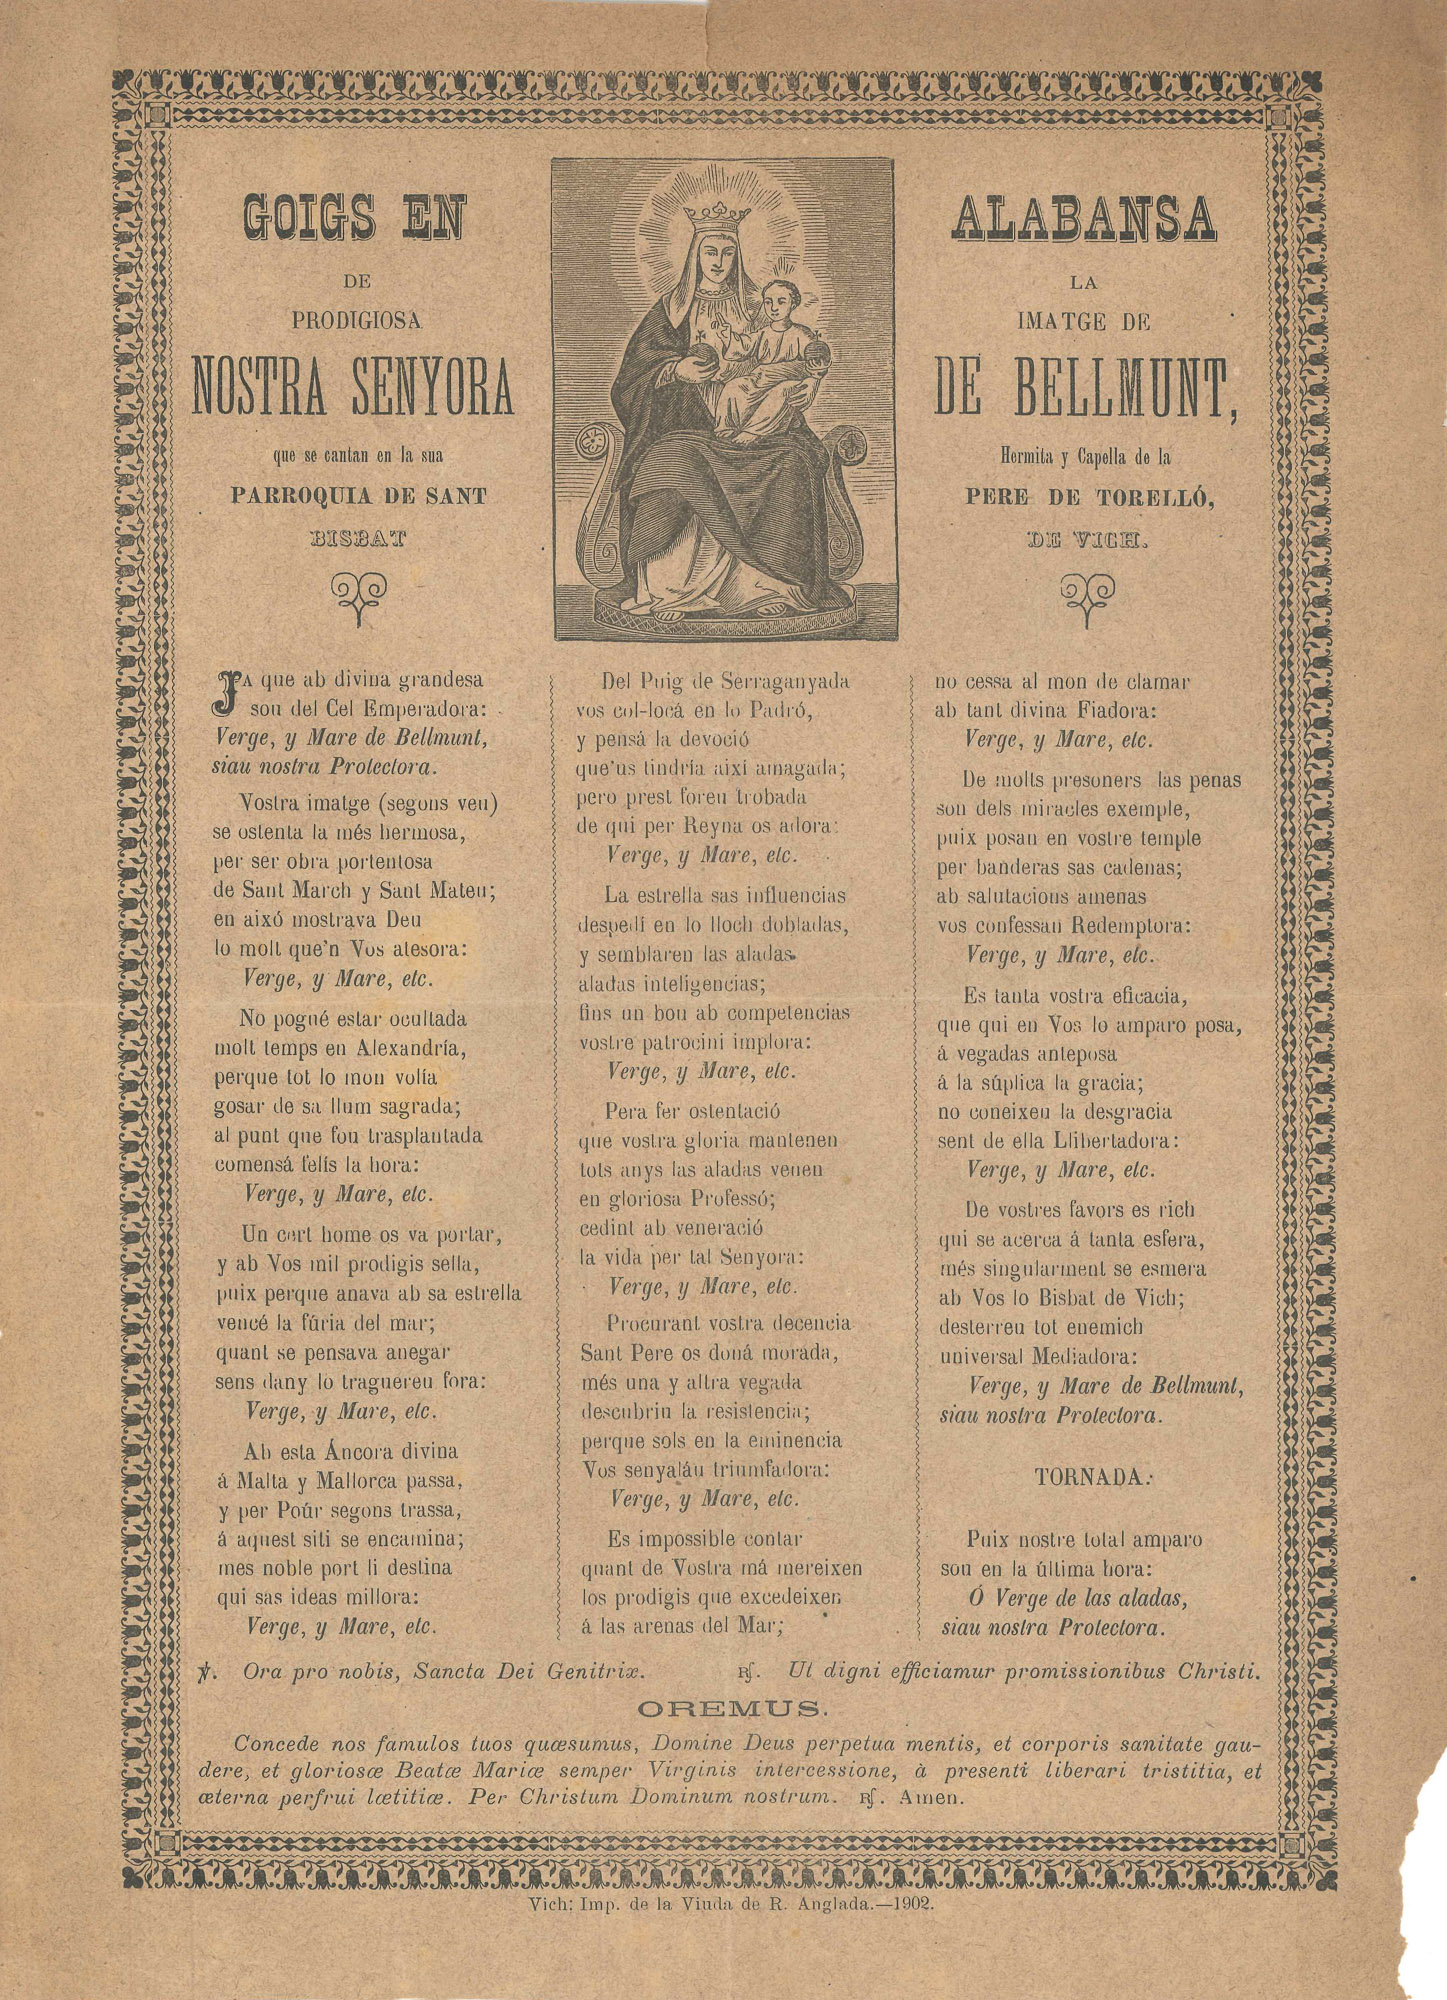 GOIGS EN ALABANSA
DE LA
PRODIGIOSA IMATGE DE
NOSTRA SENYORA DE BELLMUNT,
que se cantan en la sua Hermita y Capella de la
PARROQUIA DE SANT PERE DE TORELLÓ,
BISBAT DE VICH.
JA que ab divina grandesa
sou del Cel Emperadora:
Verge, y Mare de Bellmunt,
siau nostra Protectora.
Vostra imatge (segons veu)
se ostenta la més hermosa,
per ser obra portentosa
de Sant March y Sant Mateu;
en aixó mostrava Deu
lo molt que'n Vos atesora:
Verge, y Mare, etc.
No pogué estar ocultada
molt temps en Alexandría,
perque tot lo mon volía
gosar de sa llum sagrada;
al punt que fou trasplantada
comensá felís la hora:
Verge, y Mare, etc.
Un cert home os va portar,
y ab Vos mil prodigis sella,
puix perque anava ab sa estrella
vencé la fúria del mar;
quant se pensava anegar
sens dany lo traguereu fora:
Verge, y Mare, etc.
Ab esta Áncora divina
á Malta y Mallorca passa,
y per Poúr segons trassa,
á aquest siti se encamina;
mes noble port li destina
qui sas ideas millora:
Verge, y Mare, etc.
Del Puig de Serraganyada
vos col-locá en lo Padró,
y pensá la devoció
que'us tindría aixi amagada;
pero prest foreu trobada
de qui per Reyna os adora:
Verge, y Mare, etc.
La estrella sas influencias
despedí en lo lloch dobladas,
y semblaren las aladas
aladas inteligencias;
fins un bou ab competencias
vostre patrocini implora:
Verge, y Mare, etc.
Pera fer ostentació
que vostra gloria mantenen
tots anys las aladas venen
en gloriosa Professó;
cedint ab veneració
la vida per tal Senyora:
Verge, y Mare, etc.
Procurant vostra decencia
Sant Pere os doná morada,
més una y altra vegada
descubriu la resistencia;
perque sols en la eminencia
Vos senyaláu triumfadora:
Verge, y Mare, etc.
Es impossible contar
quant de Vostra má mereixen
los prodigis que excedeixen
á las arenas del Mar;
no cessa al mon de clamar
ab tant divina Fiadora:
Verge, y Mare, etc.
De molts presoners las penas
son dels miracles exemple,
puix posan en vostre temple
per banderas sas cadenas;
ab salutacions amenas
vos confessan Redemptora:
Verge, y Mare, etc.
Es tanta vostra eficacia,
que qui en Vos lo amparo posa,
á vegadas anteposa
á la súplica la gracia;
no coneixeu la desgracia
sent de ella Llibertadora:
Verge, y Mare, etc.
De vostres favors es rich
qui se acerca á tanta esfera,
més singularment se esmera
ab Vos lo Bisbat de Vich;
desterreu tot enemich
universal Mediadora:
Verge, y Mare de Bellmunt,
siau nostra Protectora.
TORNADA.
Puix nostre total amparo
sou en la última hora:
Ó Verge de las aladas,
siau nostra Protectora.
℣. Ora pro nobis, Sancta Dei Genitrix. ℟. Ut digni efficiamur promissionibus Christi.
OREMUS.
Concede nos famulos tuos quæsumus, Domine Deus perpetua mentis, et corporis sanitate gau-
dere, et gloriosæ Beatæ Mariæ semper Virginis intercessione, à presenti liberari tristitia, et
æterna perfrui lætitiæ. Per Christum Dominum nostrum. ℟. Amen.
Vich: Imp. de la Viuda de R. Anglada.—1902.